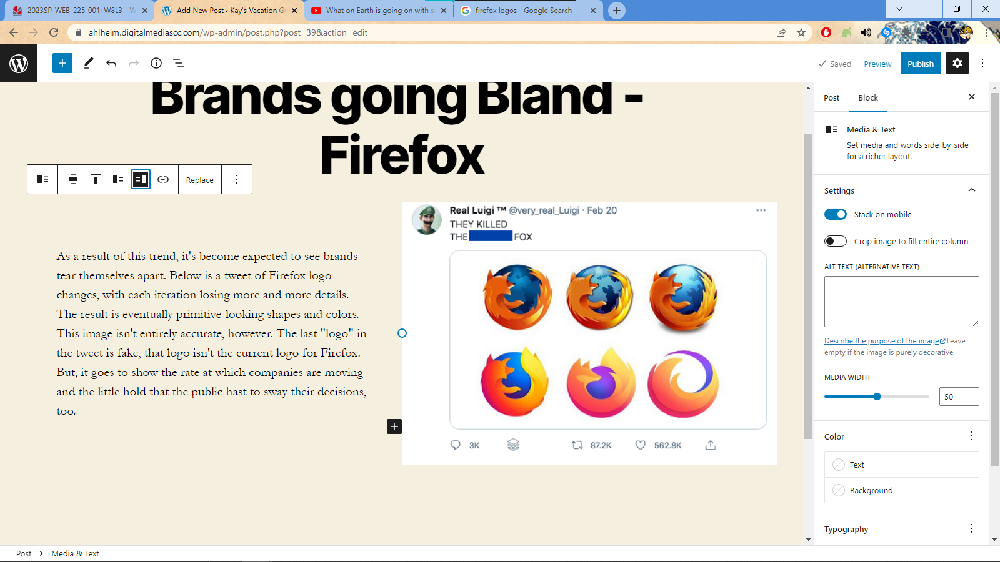 2023SP-WEB-225-001: W8L3 - W
Add New Post ‹ Kay's Vacation G
What on Earth is going on with s
firefox logos - Google Search
ahlheim.digitalmediascc.com/wp-admin/post.php?post=39&action=edit
Saved
Preview
Publish
Brands going Bland -
Firefox
Replace
Real Luigi ™ @very_real_Luigi · Feb 20
THEY KILLED
THE FOX
As a result of this trend, it's become expected to see brands
tear themselves apart. Below is a tweet of Firefox logo
changes, with each iteration losing more and more details.
The result is eventually primitive-looking shapes and colors.
This image isn't entirely accurate, however. The last "logo" in
the tweet is fake, that logo isn't the current logo for Firefox.
But, it goes to show the rate at which companies are moving
and the little hold that the public hast to sway their decisions,
too.
3K
87.2K
562.8K
Post
Block
Media & Text
Set media and words side-by-side
for a richer layout.
Settings
Stack on mobile
Crop image to fill entire column
ALT TEXT (ALTERNATIVE TEXT)
Describe the purpose of the image Leave
empty if the image is purely decorative.
MEDIA WIDTH
50
Color
Text
Background
Typography
Post
Media & Text